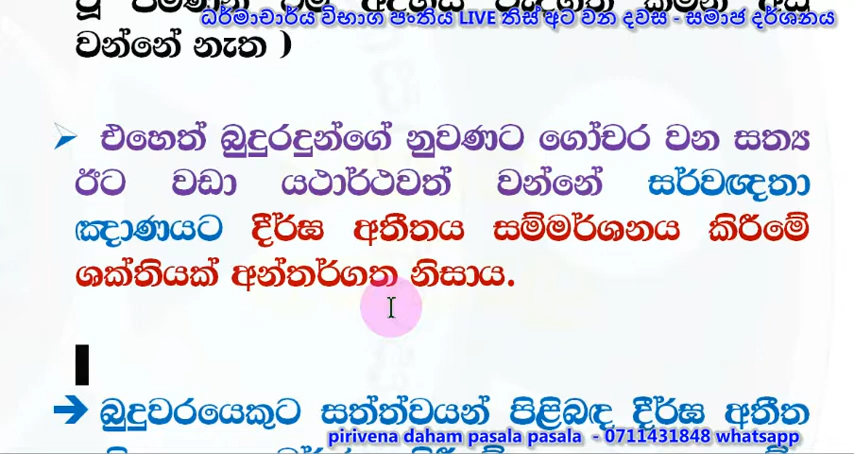 ධර්මාචාර්ය විභාග පංතිය LIVE තිස් අට වන දවස - සමාජ දර්ශනය
වන්නේ නැත )
එහෙත් බුදුරදුන්ගේ නුවණට ගෝචර වන සත්‍ය
ඊට වඩා යථාර්ථවත් වන්නේ සර්වඥතා
ඤාණයට දීර්ඝ අතීතය සම්මර්ශනය කිරීමේ
ශක්තියක් අන්තර්ගත නිසාය.
බුදුවරයෙකුට සත්ත්වයන් පිළිබඳ දීර්ඝ අතීත
pirivena daham pasala pasala - 0711431848 whatsapp